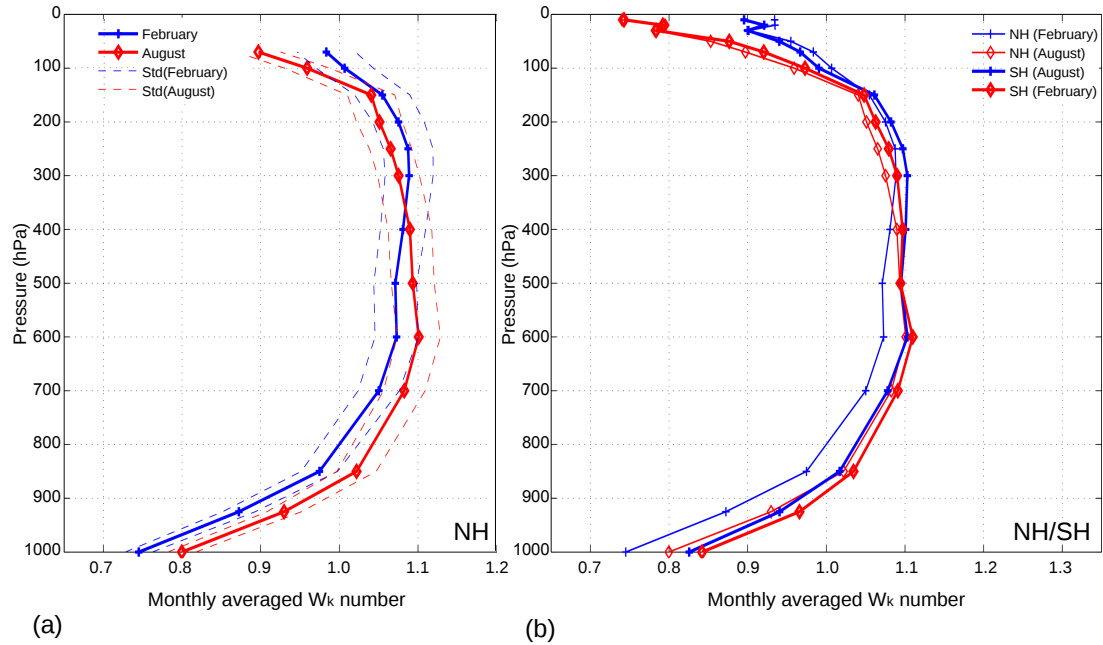 0
100
200
300
400
500
600
700
800
900
1000
Pressure (hPa)
February
August
Std(February)
Std(August)
NH
0.7 0.8 0.9 1.0 1.1 1.2
Monthly averaged Wk number
(a)
0
100
200
300
400
500
600
700
800
900
1000
Pressure (hPa)
NH (February)
NH (August)
SH (August)
SH (February)
NH/SH
0.7 0.8 0.9 1.0 1.1 1.2 1.3
Monthly averaged Wk number
(b)